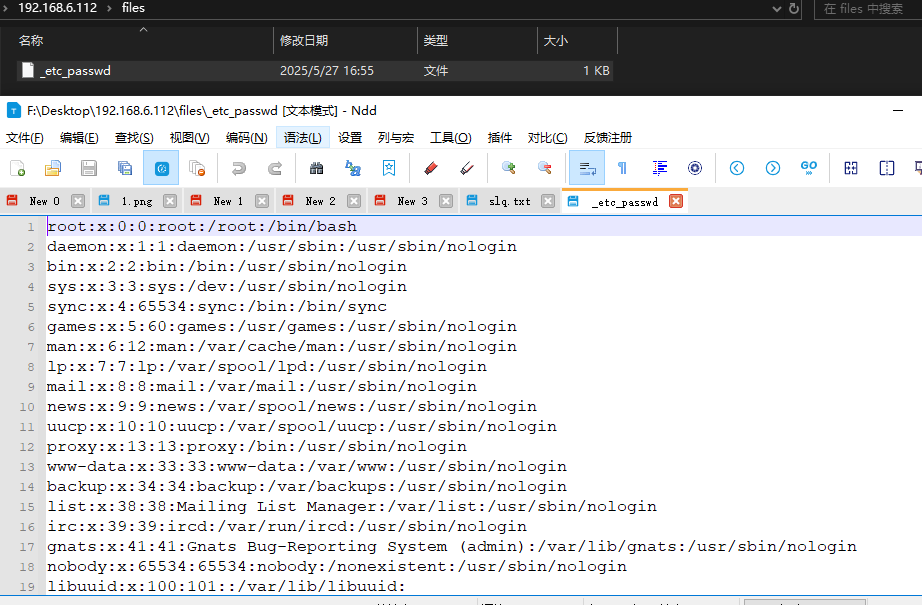 192.168.6.112 › files
在 files 中搜索
名称 修改日期 类型 大小
_etc_passwd 2025/5/27 16:55 文件 1 KB
F:\Desktop\192.168.6.112\files\_etc_passwd [文本模式] - Ndd
文件(F) 编辑(E) 查找(S) 视图(V) 编码(N) 语法(L) 设置 列与宏 工具(O) 插件 对比(C) 反馈注册
New 0 1.png New 1 New 2 New 3 slq.txt _etc_passwd
1 root:x:0:0:root:/root:/bin/bash
2 daemon:x:1:1:daemon:/usr/sbin:/usr/sbin/nologin
3 bin:x:2:2:bin:/bin:/usr/sbin/nologin
4 sys:x:3:3:sys:/dev:/usr/sbin/nologin
5 sync:x:4:65534:sync:/bin:/bin/sync
6 games:x:5:60:games:/usr/games:/usr/sbin/nologin
7 man:x:6:12:man:/var/cache/man:/usr/sbin/nologin
8 lp:x:7:7:lp:/var/spool/lpd:/usr/sbin/nologin
9 mail:x:8:8:mail:/var/mail:/usr/sbin/nologin
10 news:x:9:9:news:/var/spool/news:/usr/sbin/nologin
11 uucp:x:10:10:uucp:/var/spool/uucp:/usr/sbin/nologin
12 proxy:x:13:13:proxy:/bin:/usr/sbin/nologin
13 www-data:x:33:33:www-data:/var/www:/usr/sbin/nologin
14 backup:x:34:34:backup:/var/backups:/usr/sbin/nologin
15 list:x:38:38:Mailing List Manager:/var/list:/usr/sbin/nologin
16 irc:x:39:39:ircd:/var/run/ircd:/usr/sbin/nologin
17 gnats:x:41:41:Gnats Bug-Reporting System (admin):/var/lib/gnats:/usr/sbin/nologin
18 nobody:x:65534:65534:nobody:/nonexistent:/usr/sbin/nologin
19 libuuid:x:100:101::/var/lib/libuuid: